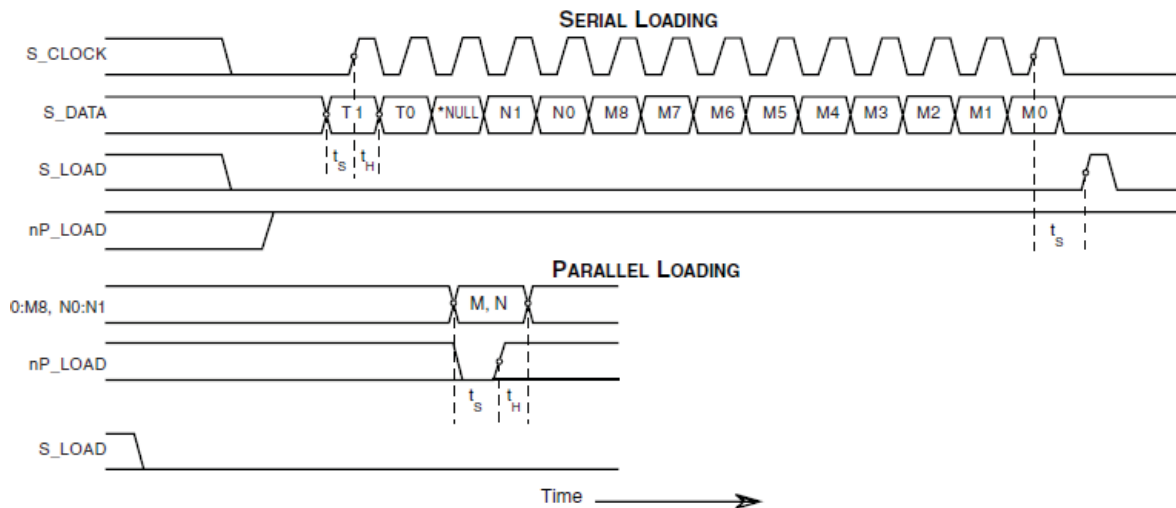 SERIAL LOADING
S_CLOCK
S_DATA T1 T0 *NULL N1 N0 M8 M7 M6 M5 M4 M3 M2 M1 M0
tS tH
S_LOAD
nP_LOAD
tS
PARALLEL LOADING
0:M8, N0:N1 M, N
nP_LOAD
tS tH
S_LOAD
Time